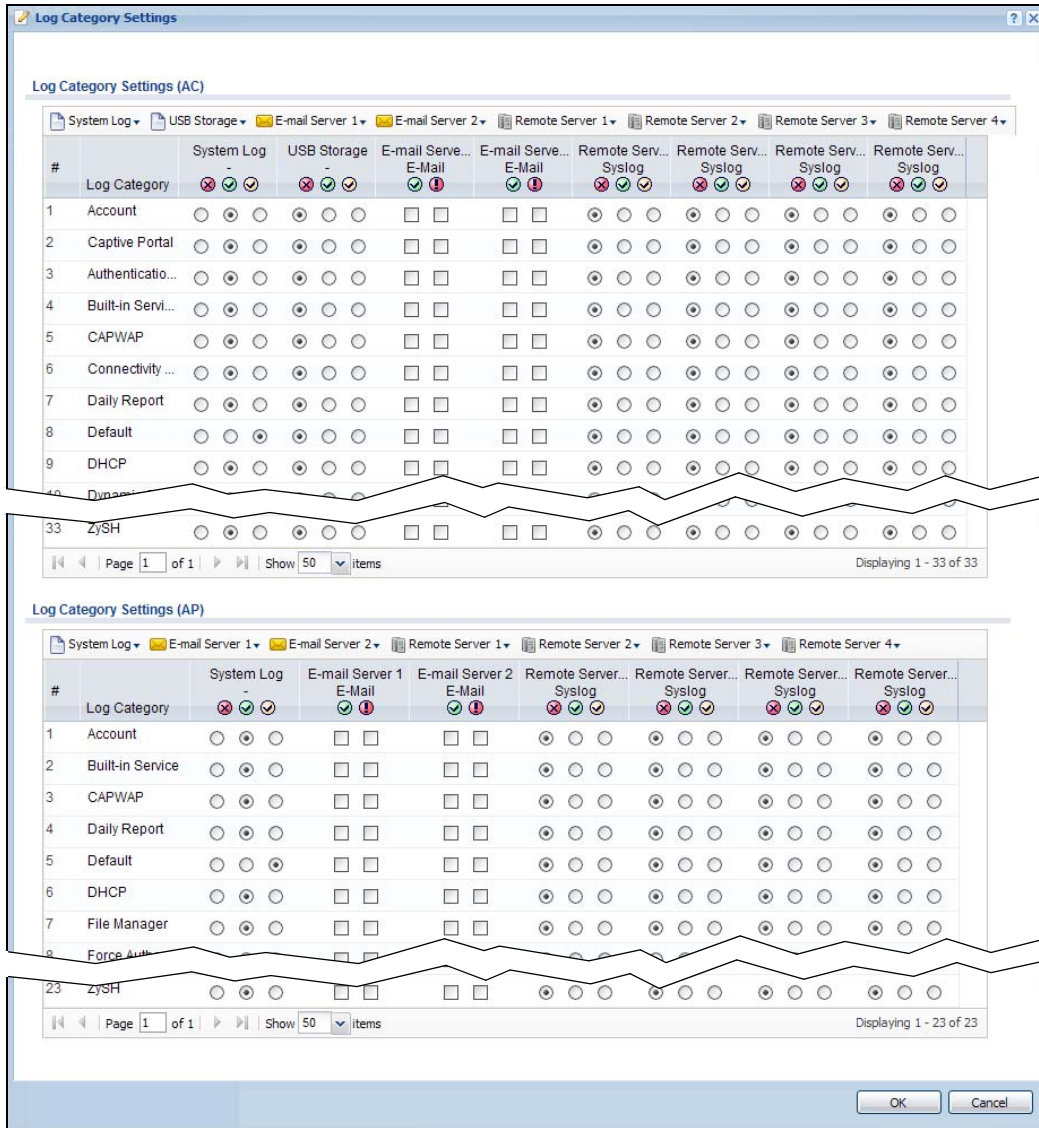 Log Category Settings
Log Category Settings (AC)
System Log USB Storage E-mail Server 1 E-mail Server 2 Remote Server 1 Remote Server 2 Remote Server 3 Remote Server 4
# Log Category System Log - USB Storage - E-mail Serve... E-Mail E-mail Serve... E-Mail Remote Serv... Syslog Remote Serv... Syslog Remote Serv... Syslog Remote Serv... Syslog
1 Account
2 Captive Portal
3 Authenticatio...
4 Built-in Servi...
5 CAPWAP
6 Connectivity ...
7 Daily Report
8 Default
9 DHCP
10
33 ZySH
Page 1 of 1 Show 50 items Displaying 1 - 33 of 33
Log Category Settings (AP)
System Log E-mail Server 1 E-mail Server 2 Remote Server 1 Remote Server 2 Remote Server 3 Remote Server 4
# Log Category System Log - E-mail Server 1 E-Mail E-mail Server 2 E-Mail Remote Server... Syslog Remote Server... Syslog Remote Server... Syslog Remote Server... Syslog
1 Account
2 Built-in Service
3 CAPWAP
4 Daily Report
5 Default
6 DHCP
7 File Manager
8 Force
23 ZySH
Page 1 of 1 Show 50 items Displaying 1 - 23 of 23
OK Cancel